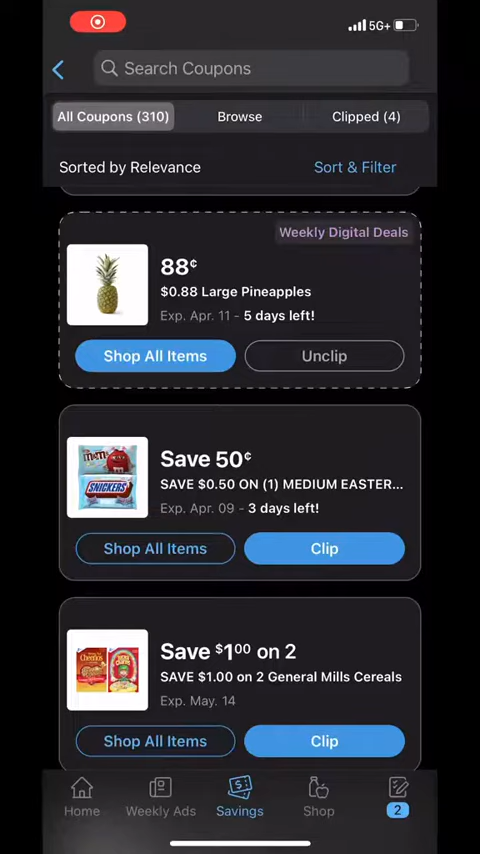 5G+
Search Coupons
All Coupons (310)
Browse
Clipped (4)
Sorted by Relevance
Sort & Filter
Weekly Digital Deals
88¢
$0.88 Large Pineapples
Exp. Apr. 11 - 5 days left!
Shop All Items
Unclip
m&m's
SNICKERS
Save 50¢
SAVE $0.50 ON (1) MEDIUM EASTER...
Exp. Apr. 09 - 3 days left!
Shop All Items
Clip
Cheerios
Save $1.00 on 2
SAVE $1.00 on 2 General Mills Cereals
Exp. May. 14
Shop All Items
Clip
Home
Weekly Ads
Savings
Shop
2